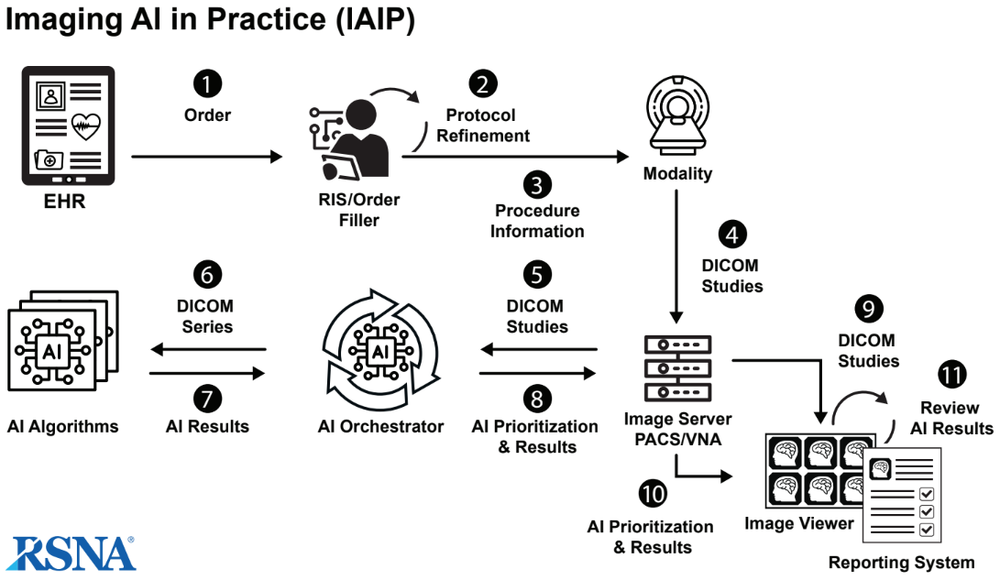 Imaging AI in Practice (IAIP)
1
Order
2
Protocol
Refinement
EHR
RIS/Order
Filler
3
Procedure
Information
Modality
4
DICOM
Studies
6
DICOM
Series
5
DICOM
Studies
9
DICOM
Studies
AI
AI
7
AI Results
8
AI Prioritization
& Results
AI Algorithms
AI Orchestrator
Image Server
PACS/VNA
11
Review
AI Results
10
AI Prioritization
& Results
Image Viewer
Reporting System
RSNA®